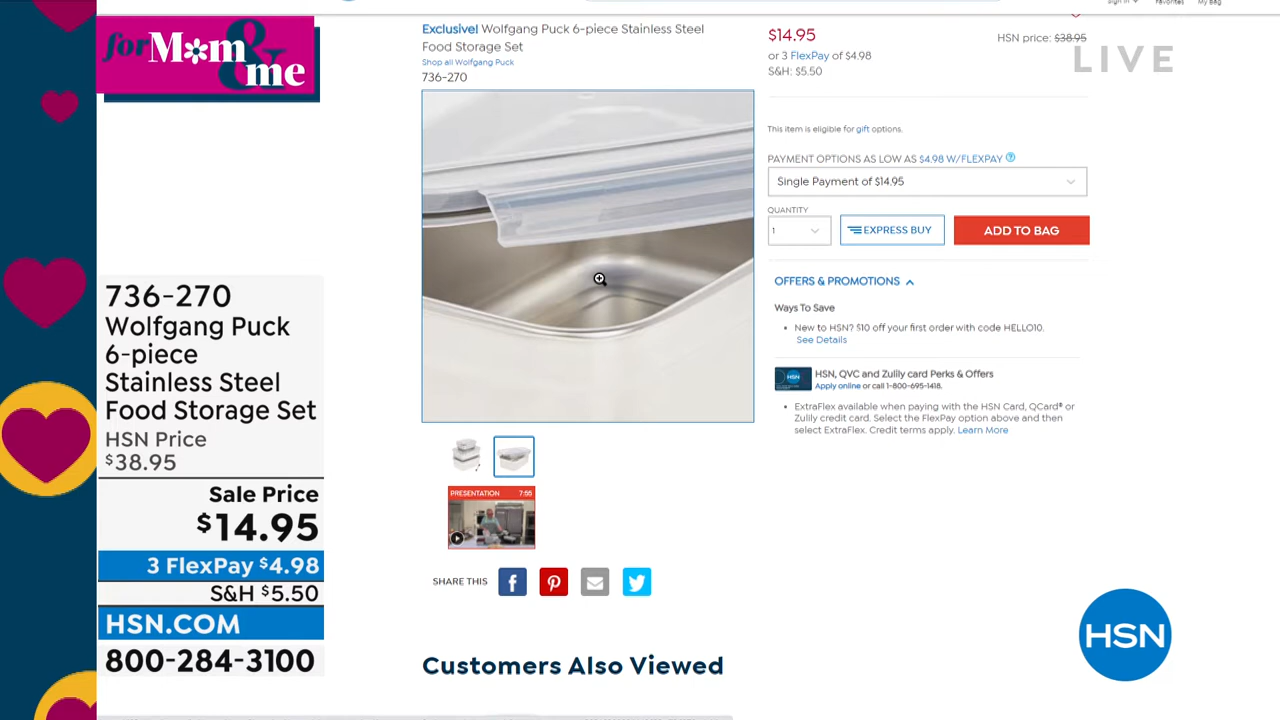 Sign in
Favorites
My Bag
for Mom
&
me
Exclusive! Wolfgang Puck 6-piece Stainless Steel
Food Storage Set
Shop all Wolfgang Puck
736-270
$14.95
HSN price: $38.95
or 3 FlexPay of $4.98
S&H: $5.50
LIVE
This item is eligible for gift options.
PAYMENT OPTIONS AS LOW AS $4.98 W/FLEXPAY ?
Single Payment of $14.95
QUANTITY
1
EXPRESS BUY
ADD TO BAG
OFFERS & PROMOTIONS
Ways To Save
• New to HSN? $10 off your first order with code HELLO10.
See Details
HSN
HSN, QVC and Zulily card Perks & Offers
Apply online or call 1-800-695-1418.
• ExtraFlex available when paying with the HSN Card, QCard® or
Zulily credit card. Select the FlexPay option above and then
select ExtraFlex. Credit terms apply. Learn More
736-270
Wolfgang Puck
6-piece
Stainless Steel
Food Storage Set
HSN Price
$38.95
Sale Price
$14.95
3 FlexPay $4.98
S&H $5.50
HSN.COM
800-284-3100
PRESENTATION 7:56
SHARE THIS
HSN
Customers Also Viewed